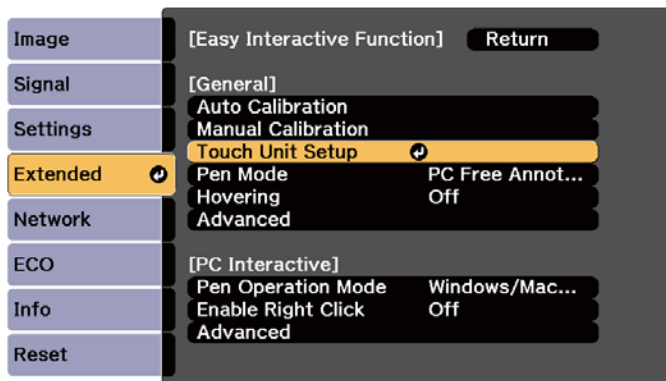 Image
Signal
Settings
Extended
Network
ECO
Info
Reset
[Easy Interactive Function] Return
[General]
Auto Calibration
Manual Calibration
Touch Unit Setup
Pen Mode PC Free Annot...
Hovering Off
Advanced
[PC Interactive]
Pen Operation Mode Windows/Mac...
Enable Right Click Off
Advanced